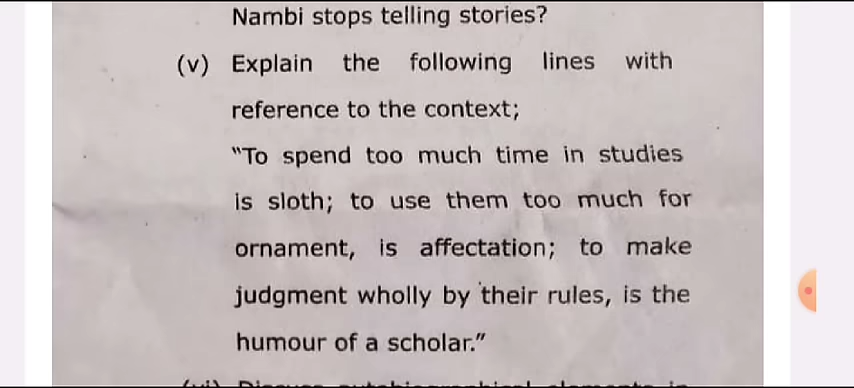 Nambi stops telling stories?
(v) Explain the following lines with
reference to the context;
"To spend too much time in studies
is sloth; to use them too much for
ornament, is affectation; to make
judgment wholly by their rules, is the
humour of a scholar."